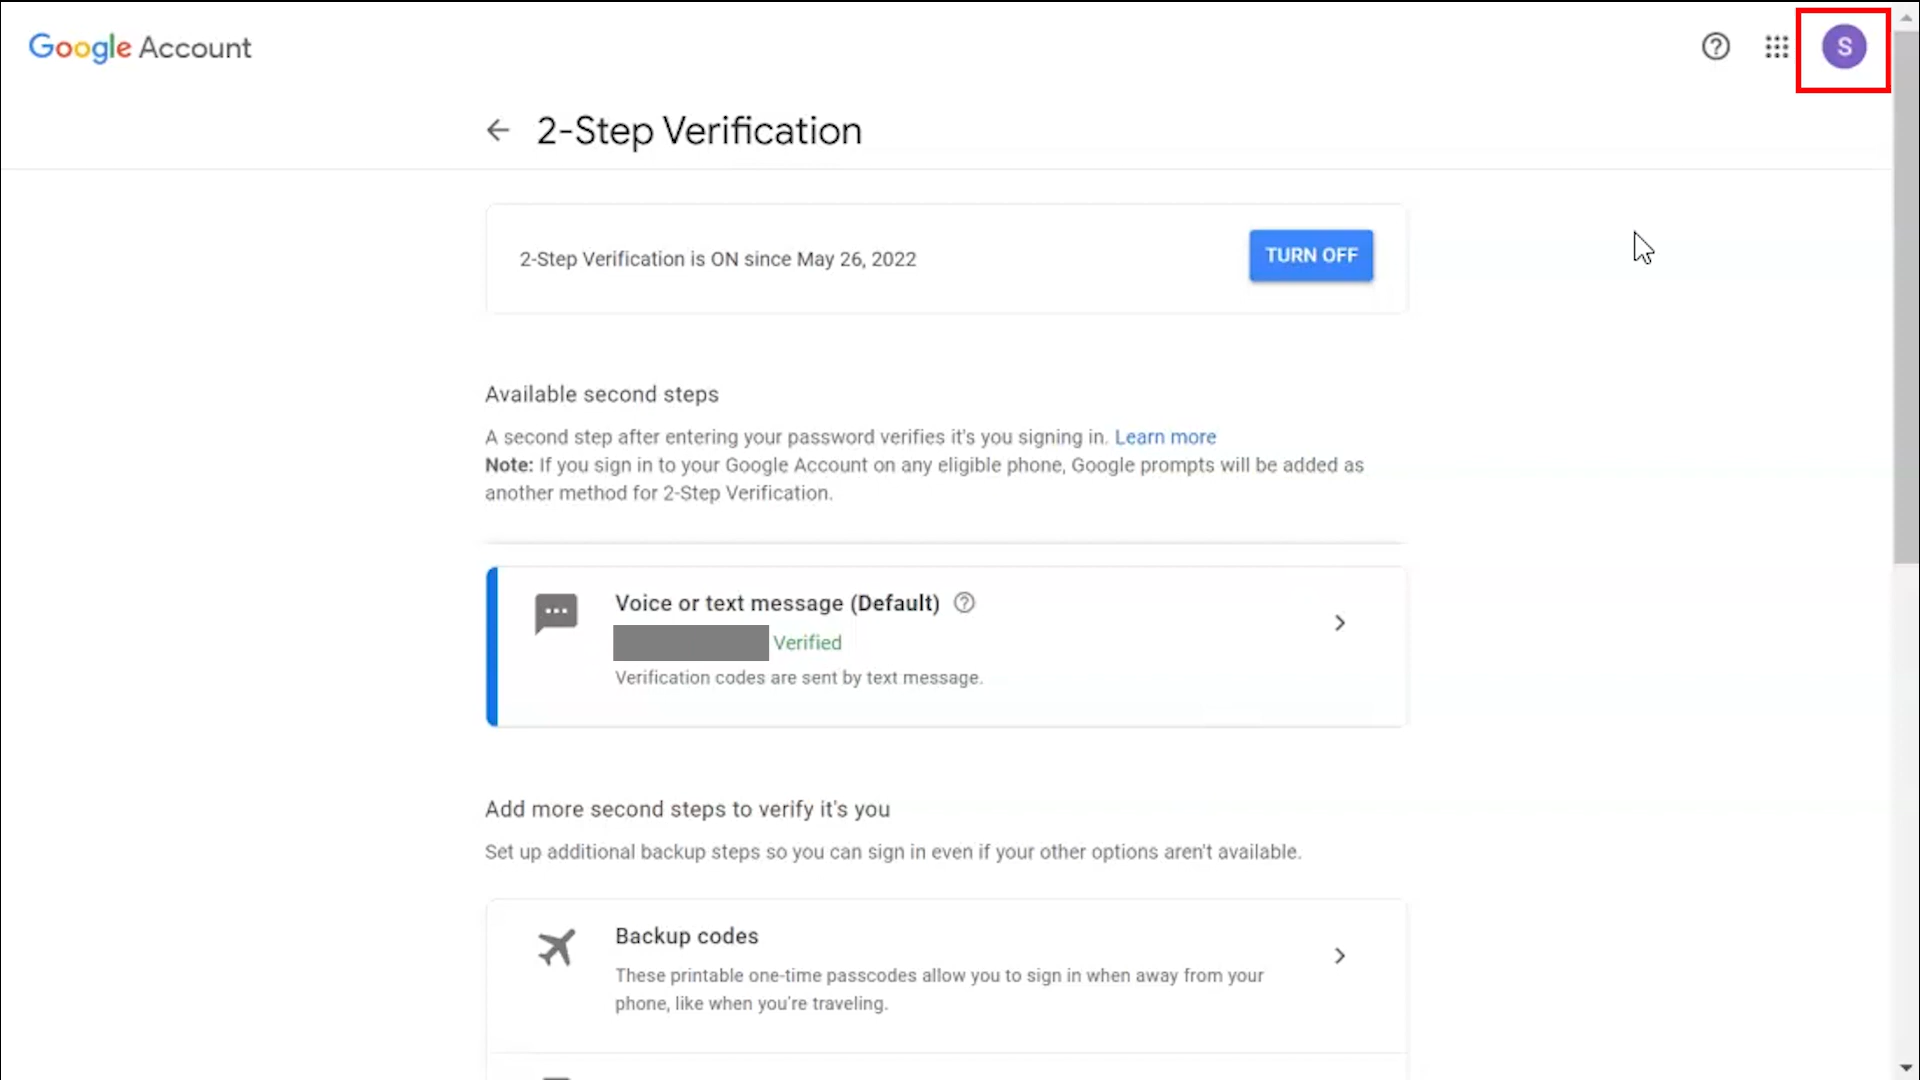 Google Account
S
2-Step Verification
2-Step Verification is ON since May 26, 2022
TURN OFF
Available second steps
A second step after entering your password verifies it's you signing in. Learn more
Note: If you sign in to your Google Account on any eligible phone, Google prompts will be added as
another method for 2-Step Verification.
Voice or text message (Default)
Verified
Verification codes are sent by text message.
Add more second steps to verify it's you
Set up additional backup steps so you can sign in even if your other options aren't available.
Backup codes
These printable one-time passcodes allow you to sign in when away from your
phone, like when you're traveling.